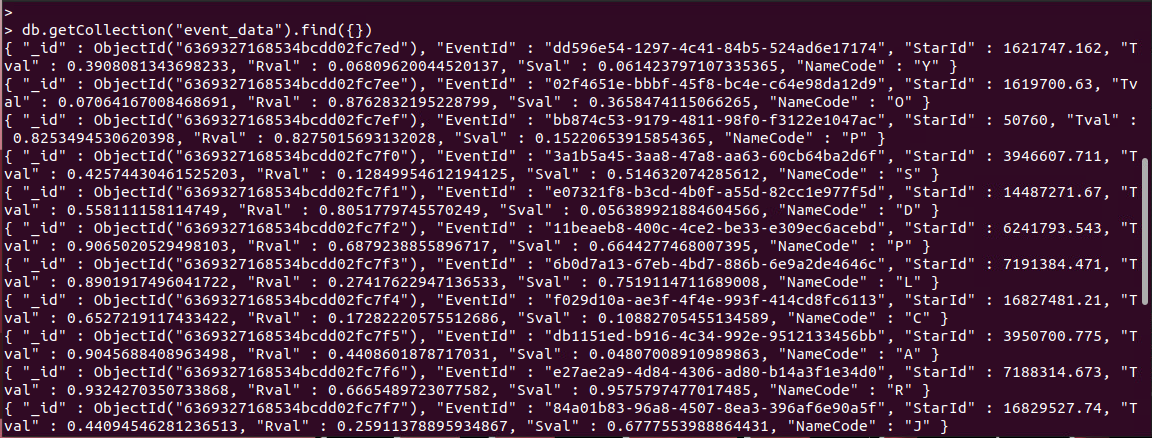 >
> db.getCollection("event_data").find({})
{ "_id" : ObjectId("6369327168534bcdd02fc7ed"), "EventId" : "dd596e54-1297-4c41-84b5-524ad6e17174", "StarId" : 1621747.162, "T
val" : 0.3908081343698233, "Rval" : 0.06809620044520137, "Sval" : 0.061423797107335365, "NameCode" : "Y" }
{ "_id" : ObjectId("6369327168534bcdd02fc7ee"), "EventId" : "02f4651e-bbbf-45f8-bc4e-c64e98da12d9", "StarId" : 1619700.63, "Tv
al" : 0.07064167008468691, "Rval" : 0.8762832195228799, "Sval" : 0.3658474115066265, "NameCode" : "O" }
{ "_id" : ObjectId("6369327168534bcdd02fc7ef"), "EventId" : "bb874c53-9179-4811-98f0-f3122e1047ac", "StarId" : 50760, "Tval" :
 0.8253494530620398, "Rval" : 0.8275015693132028, "Sval" : 0.15220653915854365, "NameCode" : "P" }
{ "_id" : ObjectId("6369327168534bcdd02fc7f0"), "EventId" : "3a1b5a45-3aa8-47a8-aa63-60cb64ba2d6f", "StarId" : 3946607.711, "T
val" : 0.42574430461525203, "Rval" : 0.12849954612194125, "Sval" : 0.514632074285612, "NameCode" : "S" }
{ "_id" : ObjectId("6369327168534bcdd02fc7f1"), "EventId" : "e07321f8-b3cd-4b0f-a55d-82cc1e977f5d", "StarId" : 14487271.67, "T
val" : 0.558111158114749, "Rval" : 0.8051779745570249, "Sval" : 0.056389921884604566, "NameCode" : "D" }
{ "_id" : ObjectId("6369327168534bcdd02fc7f2"), "EventId" : "11beaeb8-400c-4ce2-be33-e309ec6acebd", "StarId" : 6241793.543, "T
val" : 0.9065020529498103, "Rval" : 0.6879238855896717, "Sval" : 0.6644277468007395, "NameCode" : "P" }
{ "_id" : ObjectId("6369327168534bcdd02fc7f3"), "EventId" : "6b0d7a13-67eb-4bd7-886b-6e9a2de4646c", "StarId" : 7191384.471, "T
val" : 0.8901917496041722, "Rval" : 0.27417622947136533, "Sval" : 0.7519114711689008, "NameCode" : "L" }
{ "_id" : ObjectId("6369327168534bcdd02fc7f4"), "EventId" : "f029d10a-ae3f-4f4e-993f-414cd8fc6113", "StarId" : 16827481.21, "T
val" : 0.6527219117433422, "Rval" : 0.17282220575512686, "Sval" : 0.10882705455134589, "NameCode" : "C" }
{ "_id" : ObjectId("6369327168534bcdd02fc7f5"), "EventId" : "db1151ed-b916-4c34-992e-9512133456bb", "StarId" : 3950700.775, "T
val" : 0.9045688408963498, "Rval" : 0.4408601878717031, "Sval" : 0.04807008910989863, "NameCode" : "A" }
{ "_id" : ObjectId("6369327168534bcdd02fc7f6"), "EventId" : "e27ae2a9-4d84-4306-ad80-b14a3f1e34d0", "StarId" : 7188314.673, "T
val" : 0.9324270350733868, "Rval" : 0.6665489723077582, "Sval" : 0.9575797477017485, "NameCode" : "R" }
{ "_id" : ObjectId("6369327168534bcdd02fc7f7"), "EventId" : "84a01b83-96a8-4507-8ea3-396af6e90a5f", "StarId" : 16829527.74, "T
val" : 0.44094546281236513, "Rval" : 0.25911378895934867, "Sval" : 0.6777553988864431, "NameCode" : "J" }